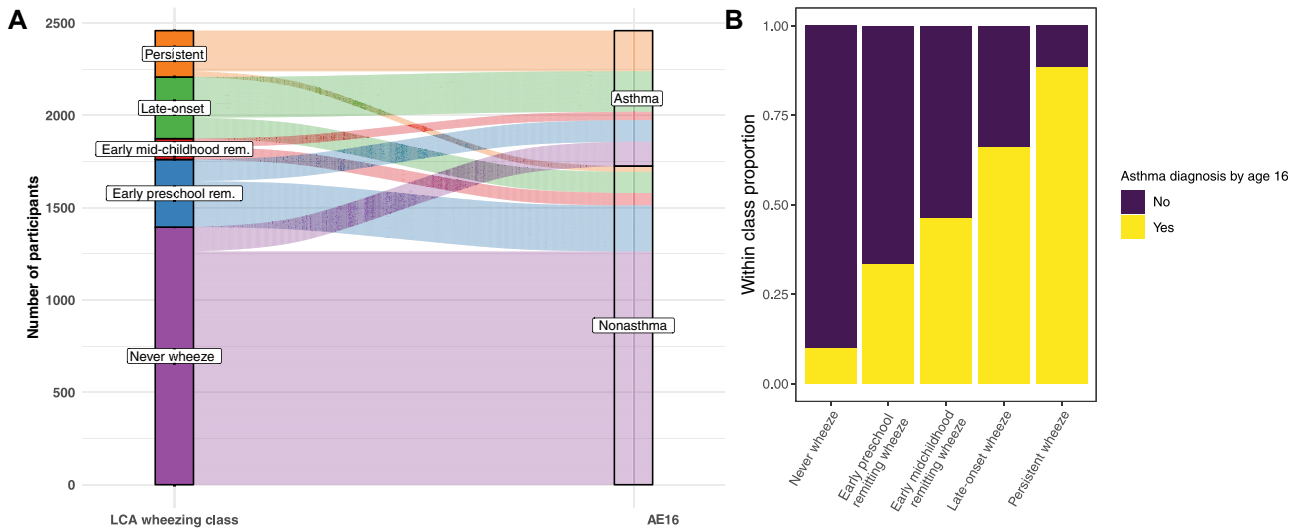 A
2500
2000
1500
1000
500
0
Number of participants
Persistent
Late-onset
Early mid-childhood rem.
Early preschool rem.
Never wheeze
Asthma
Nonasthma
LCA wheezing class
AE16
B
1.00
0.75
0.50
0.25
0.00
Within class proportion
Never wheeze
Early preschool
remitting wheeze
Early midchildhood
remitting wheeze
Late-onset wheeze
Persistent wheeze
Asthma diagnosis by age 16
No
Yes